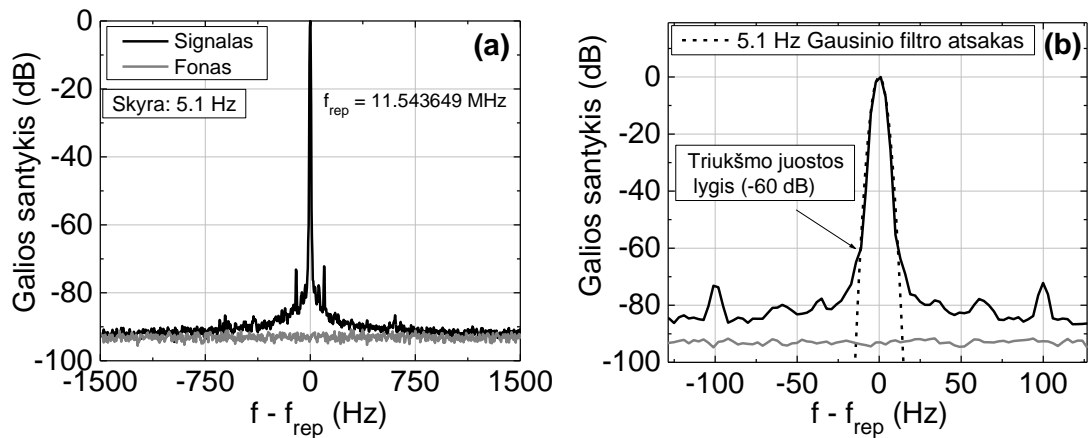 (a)
Signalas
Fonas
Skyra: 5.1 Hz
f_rep = 11.543649 MHz
Galios santykis (dB)
0
-20
-40
-60
-80
-100
-1500
-750
0
750
1500
f - f_rep (Hz)
(b)
5.1 Hz Gausinio filtro atsakas
Triukšmo juostos
lygis (-60 dB)
Galios santykis (dB)
0
-20
-40
-60
-80
-100
-100
-50
0
50
100
f - f_rep (Hz)